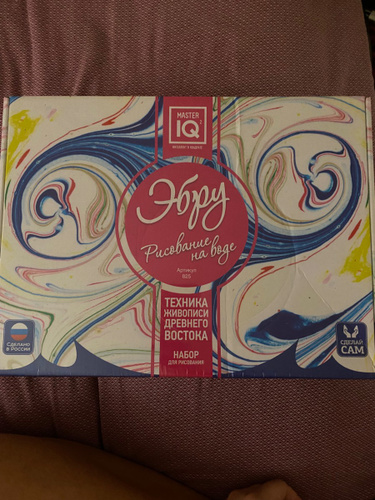 MASTER
IQ²
Эбру
Рисование
на воде
Артикул
ТЕХНИКА
ЖИВОПИСИ
ДРЕВНЕГО
ВОСТОКА
НАБОР
ДЛЯ РИСОВАНИЯ
СДЕЛАНО
В РОССИИ
СДЕЛАЙ
САМ